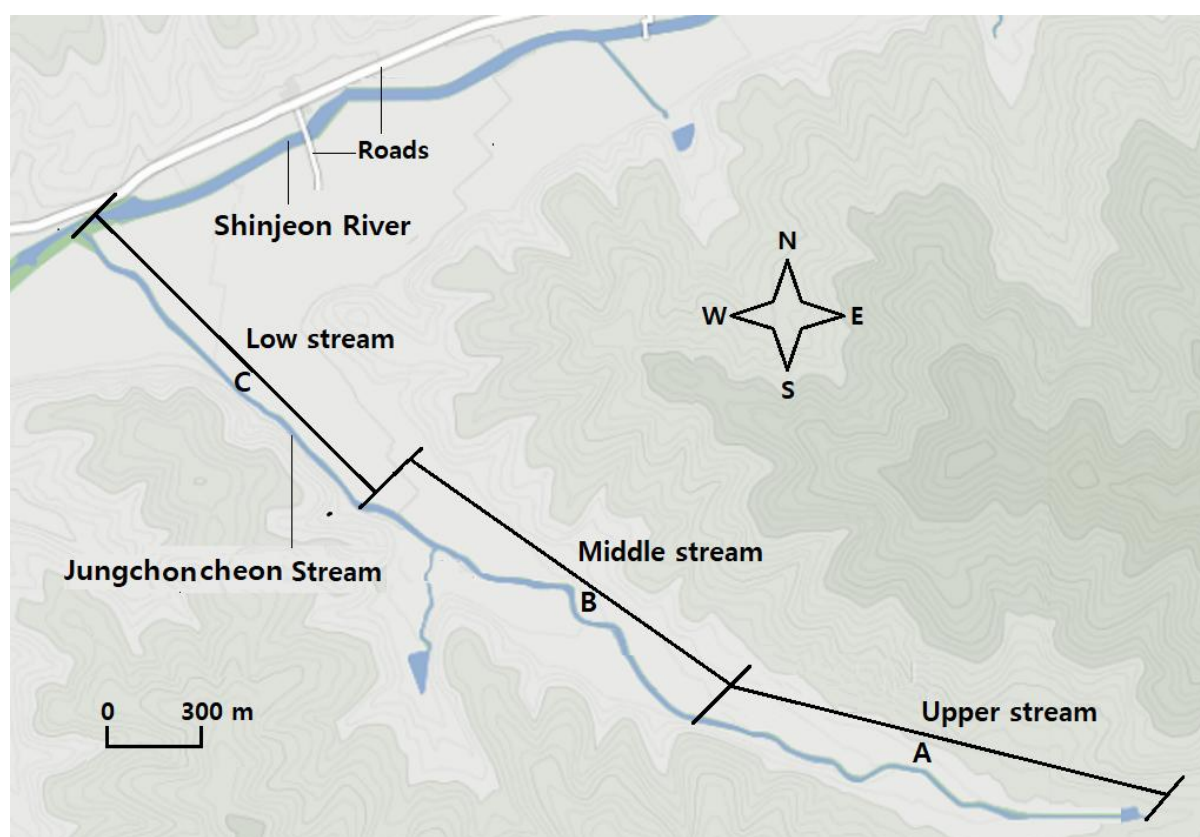 Roads
Shinjeon River
N
W E
S
Low stream
C
Middle stream
Jungchoncheon Stream
B
0 300 m
Upper stream
A